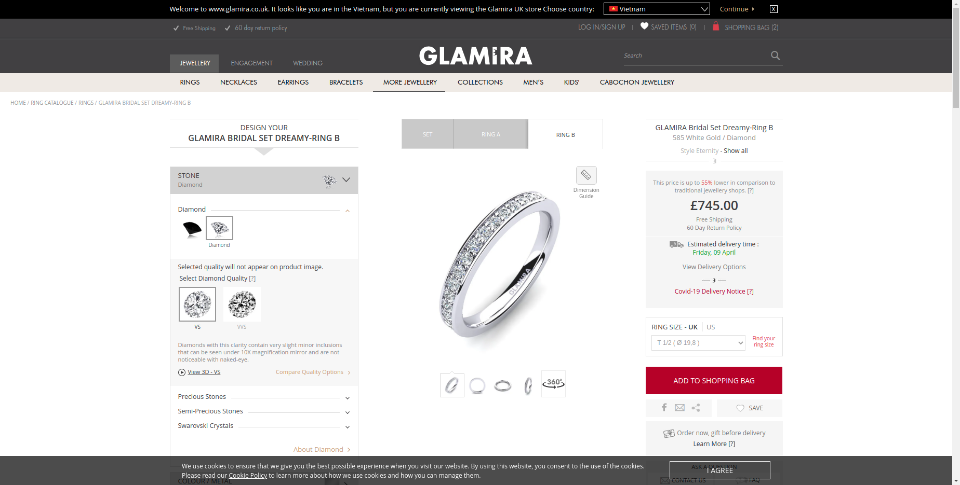 Welcome to www.glamira.co.uk. It looks like you are in the Vietnam, but you are currently viewing the Glamira UK store Choose country:
Vietnam
Continue
X
Free Shipping
60 day return policy
LOG IN/SIGN UP
SAVED ITEMS (0)
SHOPPING BAG (2)
JEWELLERY
ENGAGEMENT
WEDDING
GLAMIRA
Search
RINGS
NECKLACES
EARRINGS
BRACELETS
MORE JEWELLERY
COLLECTIONS
MEN'S
KIDS'
CABOCHON JEWELLERY
HOME / RING CATALOGUE / RINGS / GLAMIRA BRIDAL SET DREAMY-RING B
DESIGN YOUR
GLAMIRA BRIDAL SET DREAMY-RING B
STONE
Diamond
Diamond
Diamond
Selected quality will not appear on product image.
Select Diamond Quality [?]
VS
VVS
Diamonds with this clarity contain very slight minor inclusions
that can be seen under 10X magnification mirror and are not
noticeable with naked-eye.
View 3D - VS
Compare Quality Options
Precious Stones
Semi-Precious Stones
Swarovski Crystals
About Diamond
SET
RING A
RING B
Dimension
Guide
360°
GLAMIRA Bridal Set Dreamy-Ring B
585 White Gold / Diamond
Style Eternity - Show all
This price is up to 55% lower in comparison to
traditional jewellery shops. [?]
£745.00
Free Shipping
60 Day Return Policy
Estimated delivery time :
Friday, 09 April
View Delivery Options
Covid-19 Delivery Notice [?]
RING SIZE - UK
US
T 1/2 ( Ø 19,8 )
Find your
ring size
ADD TO SHOPPING BAG
SAVE
Order now, gift before delivery
Learn More [?]
We use cookies to ensure that we give you the best possible experience when you visit our website. By using this website, you consent to the use of the cookies.
Please read our Cookie Policy to learn more about how we use cookies and how you can manage them.
I AGREE